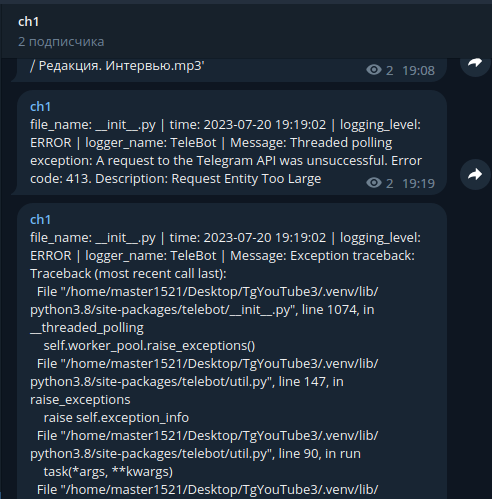 ch1
2 подписчика
/ Редакция. Интервью.mp3'
2 19:08
ch1
file_name: __init__.py | time: 2023-07-20 19:19:02 | logging_level:
ERROR | logger_name: TeleBot | Message: Threaded polling
exception: A request to the Telegram API was unsuccessful. Error
code: 413. Description: Request Entity Too Large
2 19:19
ch1
file_name: __init__.py | time: 2023-07-20 19:19:02 | logging_level:
ERROR | logger_name: TeleBot | Message: Exception traceback:
Traceback (most recent call last):
File "/home/master1521/Desktop/TgYouTube3/.venv/lib/
python3.8/site-packages/telebot/__init__.py", line 1074, in
__threaded_polling
self.worker_pool.raise_exceptions()
File "/home/master1521/Desktop/TgYouTube3/.venv/lib/
python3.8/site-packages/telebot/util.py", line 147, in
raise_exceptions
raise self.exception_info
File "/home/master1521/Desktop/TgYouTube3/.venv/lib/
python3.8/site-packages/telebot/util.py", line 90, in run
task(*args, **kwargs)
File "/home/master1521/Desktop/TgYouTube3/.venv/lib/